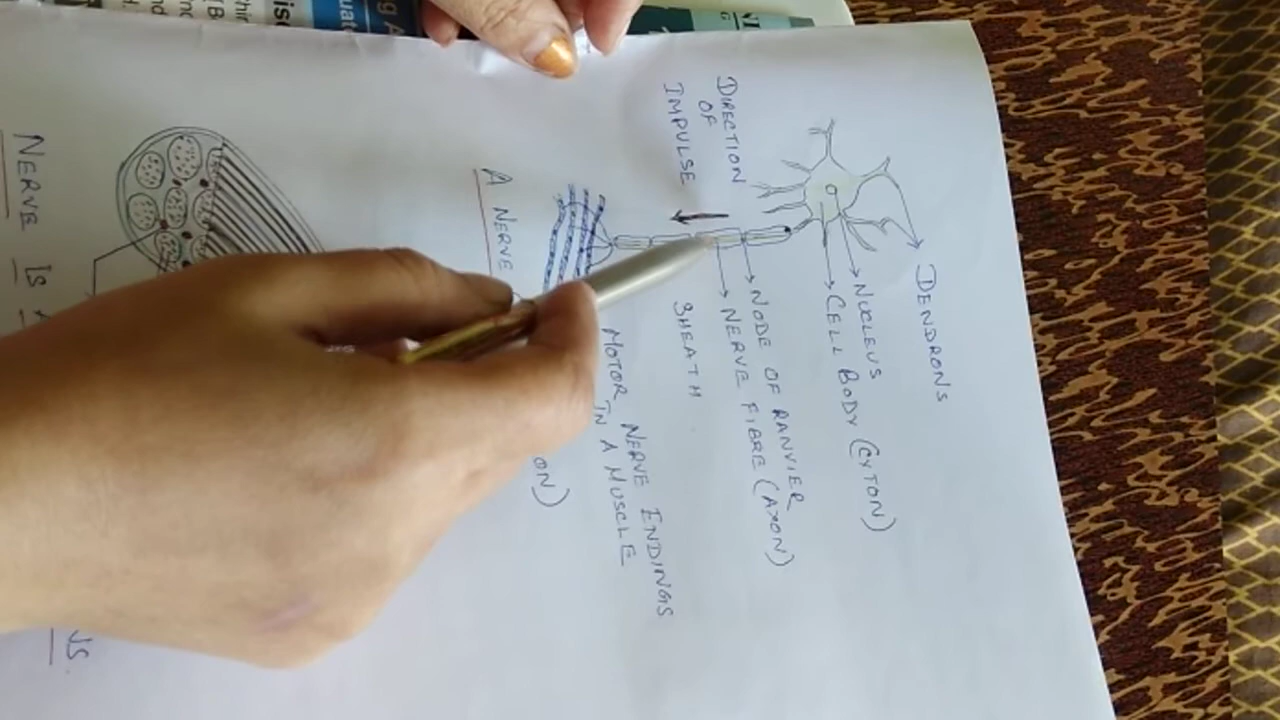 DENDRONS
NUCLEUS
CELL BODY (CYTON)
NODE OF RANVIER
NERVE FIBRE (AXON)
DIRECTION
OF
IMPULSE
SHEATH
MOTOR NERVE ENDINGS
IN A MUSCLE
A NERVE
ON)
NERVE IS A
NS.